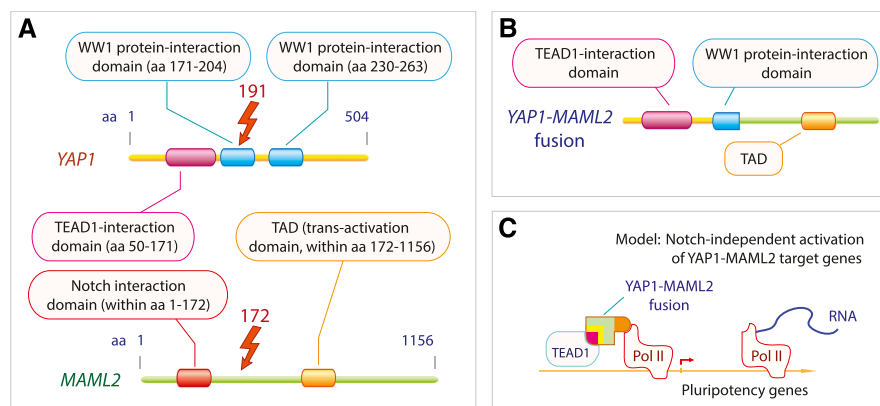 A
WW1 protein-interaction
domain (aa 171-204)
WW1 protein-interaction
domain (aa 230-263)
191
aa 1
504
YAP1
TEAD1-interaction
domain (aa 50-171)
TAD (trans-activation
domain, within aa 172-1156)
Notch interaction
domain (within aa 1-172)
172
aa 1
1156
MAML2
B
TEAD1-interaction
domain
WW1 protein-interaction
domain
YAP1-MAML2
fusion
TAD
C
Model: Notch-independent activation
of YAP1-MAML2 target genes
YAP1-MAML2
fusion
RNA
TEAD1
Pol II
Pol II
Pluripotency genes